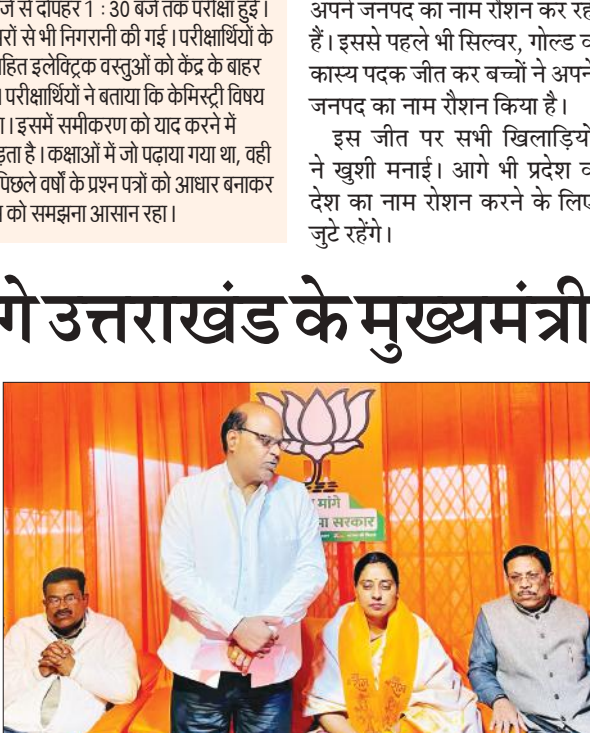 से दोपहर 1 : 30 बजे तक परीक्षा हुई ।
से भी निगरानी की गई । परीक्षार्थियों के
इलेक्ट्रिक वस्तुओं को केंद्र के बाहर
। परीक्षार्थियों ने बताया कि केमिस्ट्री विषय
। इसमें समीकरण को याद करने में
है । कक्षाओं में जो पढ़ाया गया था, वही
पिछले वर्षों के प्रश्न पत्रों को आधार बनाकर
को समझना आसान रहा ।
अपने जनपद का नाम रौशन कर रहे
हैं। इससे पहले भी सिल्वर, गोल्ड व
कास्य पदक जीत कर बच्चों ने अपने
जनपद का नाम रौशन किया है।
इस जीत पर सभी खिलाड़ियों
ने खुशी मनाई। आगे भी प्रदेश व
देश का नाम रोशन करने के लिए
जुटे रहेंगे।
गे उत्तराखंड के मुख्यमंत्री
मांगे
सरकार